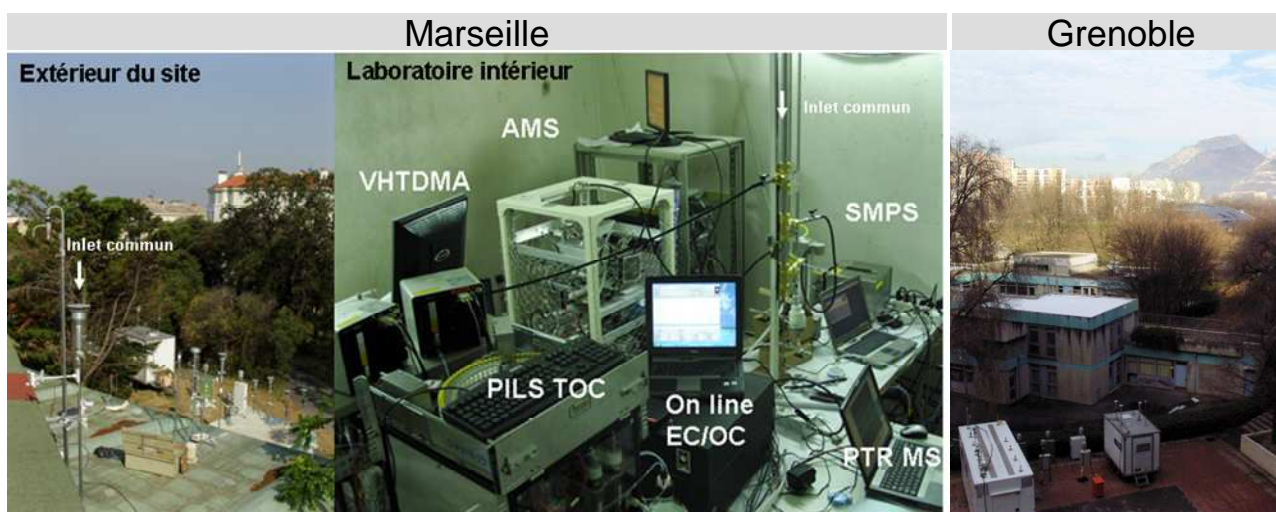 Marseille
Grenoble
Extérieur du site
Laboratoire intérieur
Inlet commun
AMS
VHTDMA
SMPS
Inlet commun
PILS TOC
On line
EC/OC
PTR MS